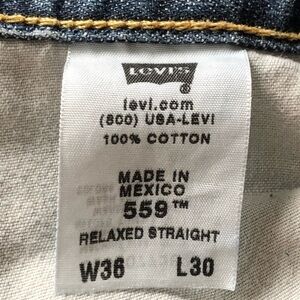 LEVI'S
®
levi.com
(800) USA-LEVI
100% COTTON
MADE IN
MEXICO
559™
RELAXED STRAIGHT
W36 L30